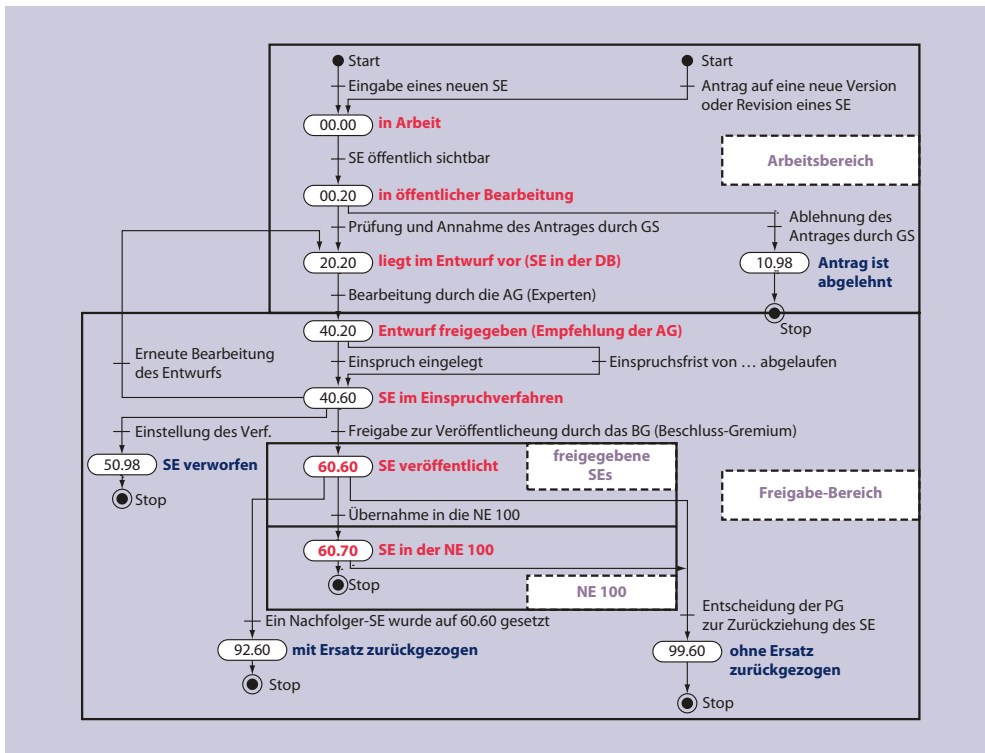 Start
Start
Eingabe eines neuen SE
Antrag auf eine neue Version
oder Revision eines SE
00.00
in Arbeit
SE öffentlich sichtbar
Arbeitsbereich
00.20
in öffentlicher Bearbeitung
Prüfung und Annahme des Antrages durch GS
Ablehnung des
Antrages durch GS
20.20
liegt im Entwurf vor (SE in der DB)
10.98
Antrag ist
abgelehnt
Bearbeitung durch die AG (Experten)
Stop
40.20
Entwurf freigegeben (Empfehlung der AG)
Erneute Bearbeitung
des Entwurfs
Einspruch eingelegt
Einspruchsfrist von … abgelaufen
40.60
SE im Einspruchverfahren
Einstellung des Verf.
Freigabe zur Veröffentlicheung durch das BG (Beschluss-Gremium)
50.98
SE verworfen
Stop
60.60
SE veröffentlicht
freigegebene
SEs
Freigabe-Bereich
Übernahme in die NE 100
60.70
SE in der NE 100
Stop
NE 100
Ein Nachfolger-SE wurde auf 60.60 gesetzt
Entscheidung der PG
zur Zurückziehung des SE
92.60
mit Ersatz zurückgezogen
99.60
ohne Ersatz
zurückgezogen
Stop
Stop